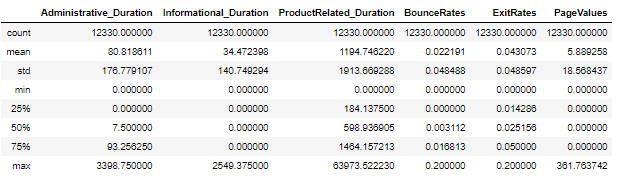 Administrative_Duration Informational_Duration ProductRelated_Duration BounceRates ExitRates PageValues
count 12330.000000 12330.000000 12330.000000 12330.000000 12330.000000 12330.000000
mean 80.818611 34.472398 1194.746220 0.022191 0.043073 5.889258
std 176.779107 140.749294 1913.669288 0.048488 0.048597 18.568437
min 0.000000 0.000000 0.000000 0.000000 0.000000 0.000000
25% 0.000000 0.000000 184.137500 0.000000 0.014286 0.000000
50% 7.500000 0.000000 598.936905 0.003112 0.025156 0.000000
75% 93.256250 0.000000 1464.157213 0.016813 0.050000 0.000000
max 3398.750000 2549.375000 63973.522230 0.200000 0.200000 361.763742